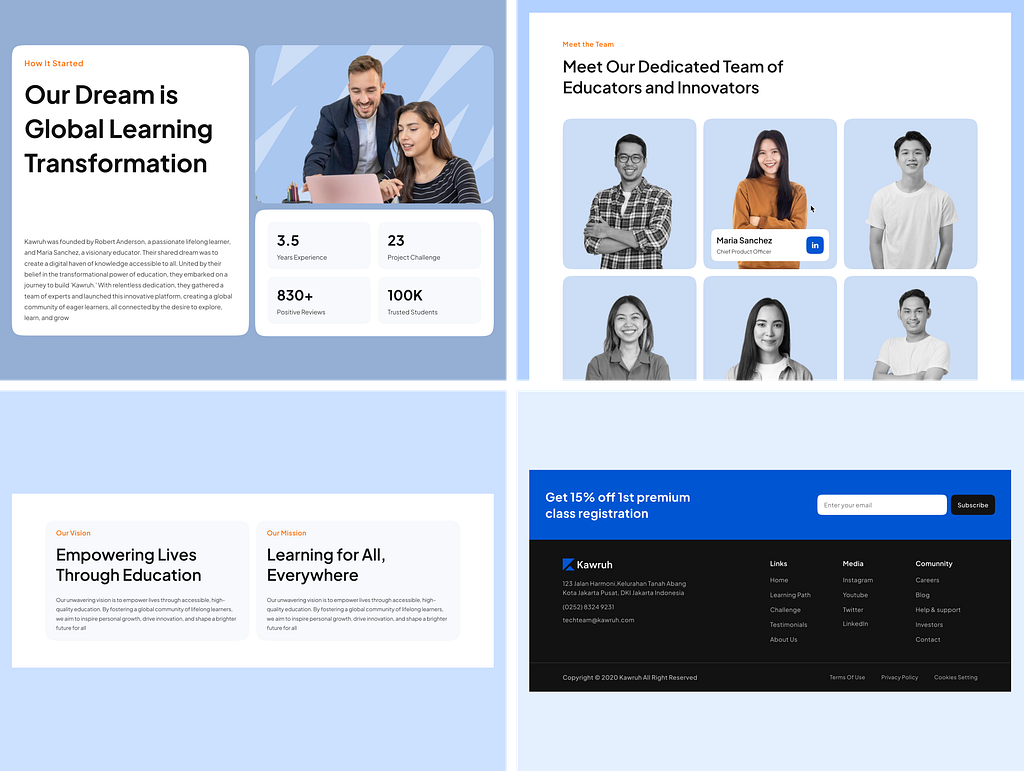 How It Started
Our Dream is
Global Learning
Transformation
Kawruh was founded by Robert Anderson, a passionate lifelong learner,
and Maria Sanchez, a visionary educator. Their shared dream was to
create a digital haven of knowledge accessible to all. United by their
belief in the transformational power of education, they embarked on a
journey to build 'Kawruh.' With relentless dedication, they gathered a
team of experts and launched this innovative platform, creating a global
community of eager learners, all connected by the desire to explore,
learn, and grow
3.5
Years Experience
23
Project Challenge
830+
Positive Reviews
100K
Trusted Students
Meet the Team
Meet Our Dedicated Team of
Educators and Innovators
Maria Sanchez
Chief Product Officer
in
Our Vision
Empowering Lives
Through Education
Our unwavering vision is to empower lives through accessible, high-
quality education. By fostering a global community of lifelong learners,
we aim to inspire personal growth, drive innovation, and shape a brighter
future for all
Our Mission
Learning for All,
Everywhere
Our unwavering vision is to empower lives through accessible, high-
quality education. By fostering a global community of lifelong learners,
we aim to inspire personal growth, drive innovation, and shape a brighter
future for all
Get 15% off 1st premium
class registration
Enter your email
Subscribe
Kawruh
123 Jalan Harmoni,Kelurahan Tanah Abang
Kota Jakarta Pusat, DKI Jakarta Indonesia
(0252) 8324 9231
techteam@kawruh.com
Links
Home
Learning Path
Challenge
Testimonials
About Us
Media
Instagram
Youtube
Twitter
LinkedIn
Comunnity
Careers
Blog
Help & support
Investors
Contact
Copyright © 2020 Kawruh All Right Reserved
Terms Of Use
Privacy Policy
Cookies Setting